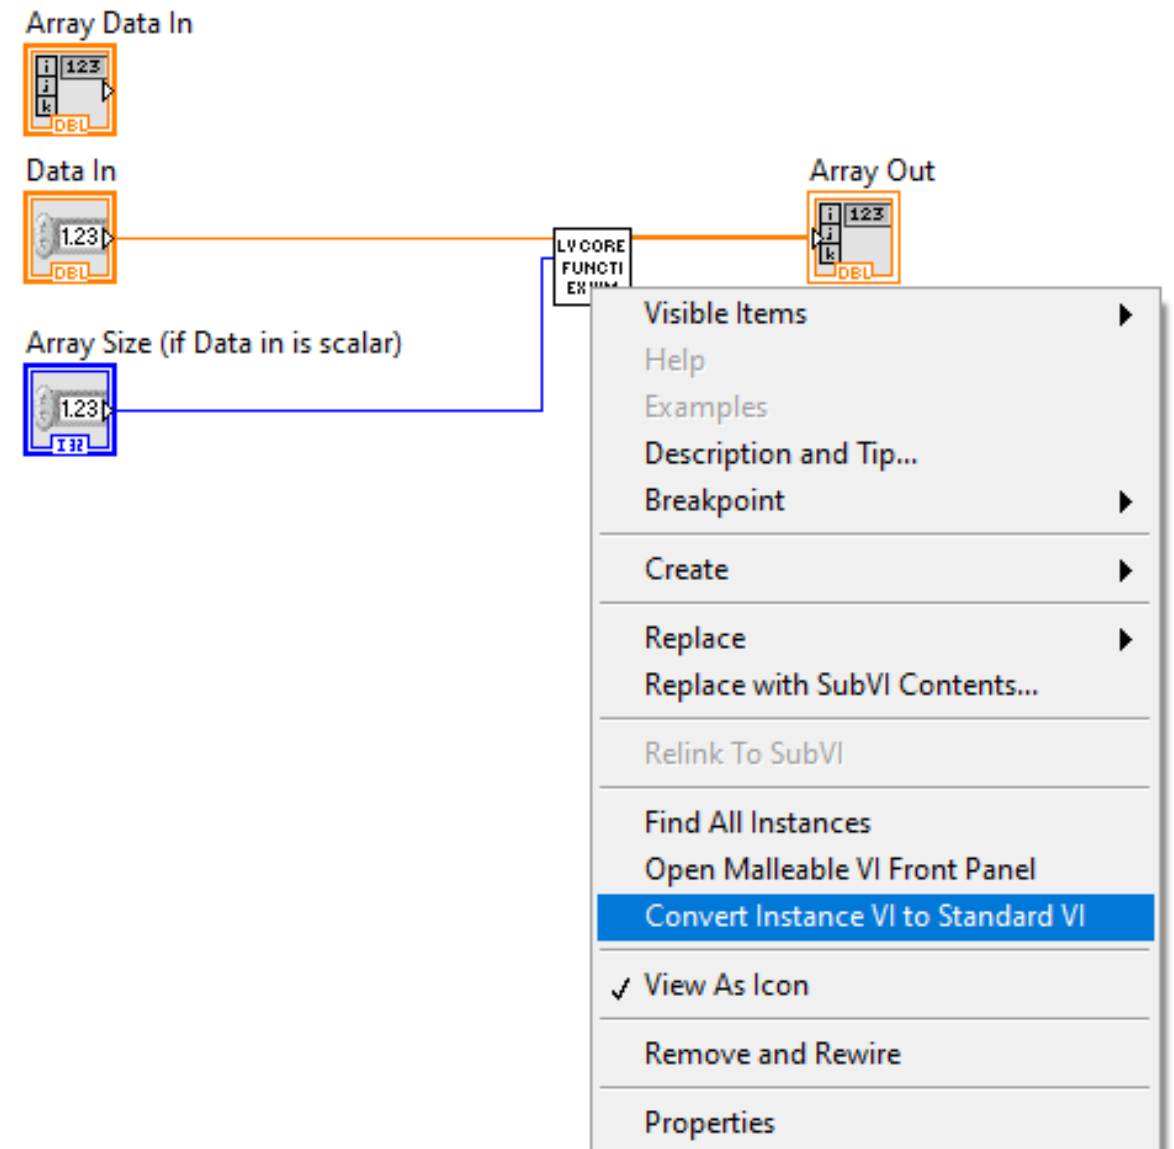 Array Data In
i
j
k
123
DBL
Data In
1.23
DBL
Array Out
i
j
k
123
DBL
LV CORE
FUNCTI
Array Size (if Data in is scalar)
1.23
I32
Visible Items
Help
Examples
Description and Tip...
Breakpoint
Create
Replace
Replace with SubVI Contents...
Relink To SubVI
Find All Instances
Open Malleable VI Front Panel
Convert Instance VI to Standard VI
View As Icon
Remove and Rewire
Properties